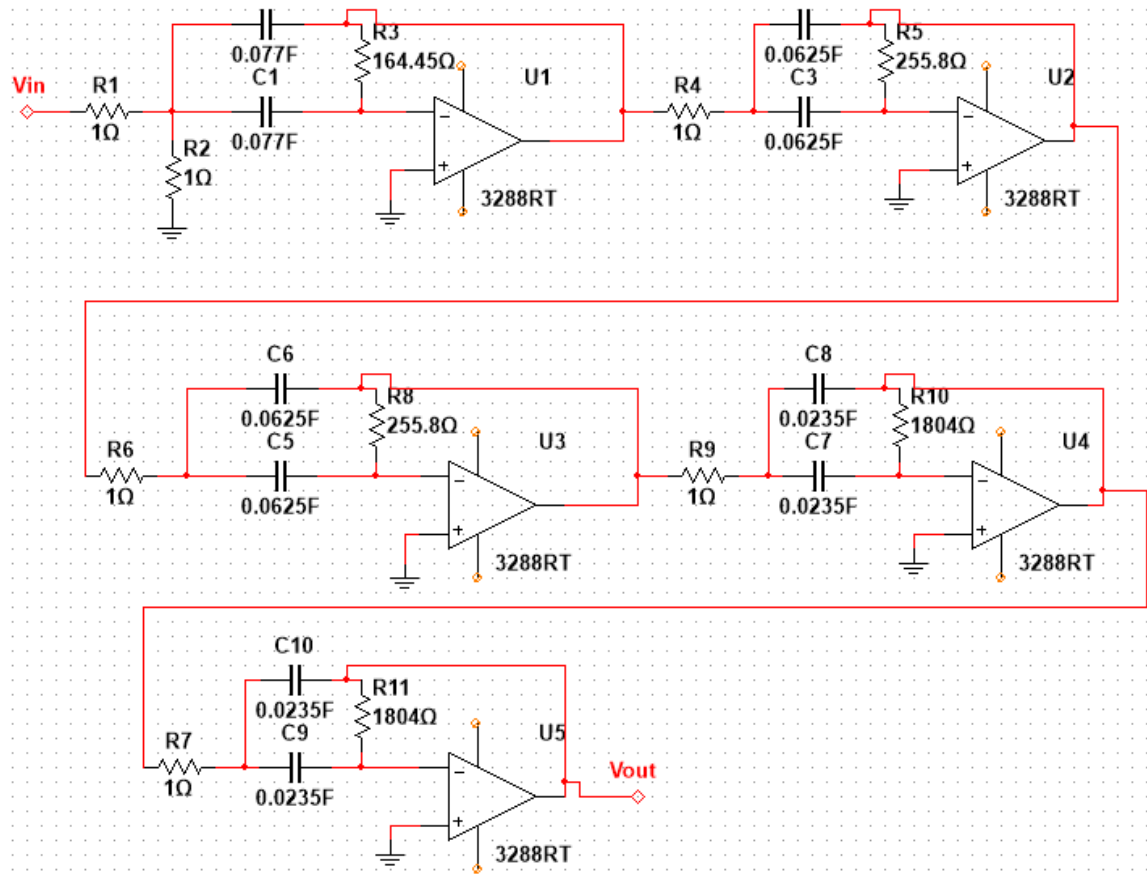 Vin
R1
1Ω
R2
1Ω
0.077F
C1
0.077F
R3
164.45Ω
U1
3288RT
R4
1Ω
0.0625F
C3
0.0625F
R5
255.8Ω
U2
3288RT
R6
1Ω
C6
0.0625F
C5
0.0625F
R8
255.8Ω
U3
3288RT
R9
1Ω
C8
0.0235F
C7
0.0235F
R10
1804Ω
U4
3288RT
R7
1Ω
C10
0.0235F
C9
0.0235F
R11
1804Ω
U5
3288RT
Vout